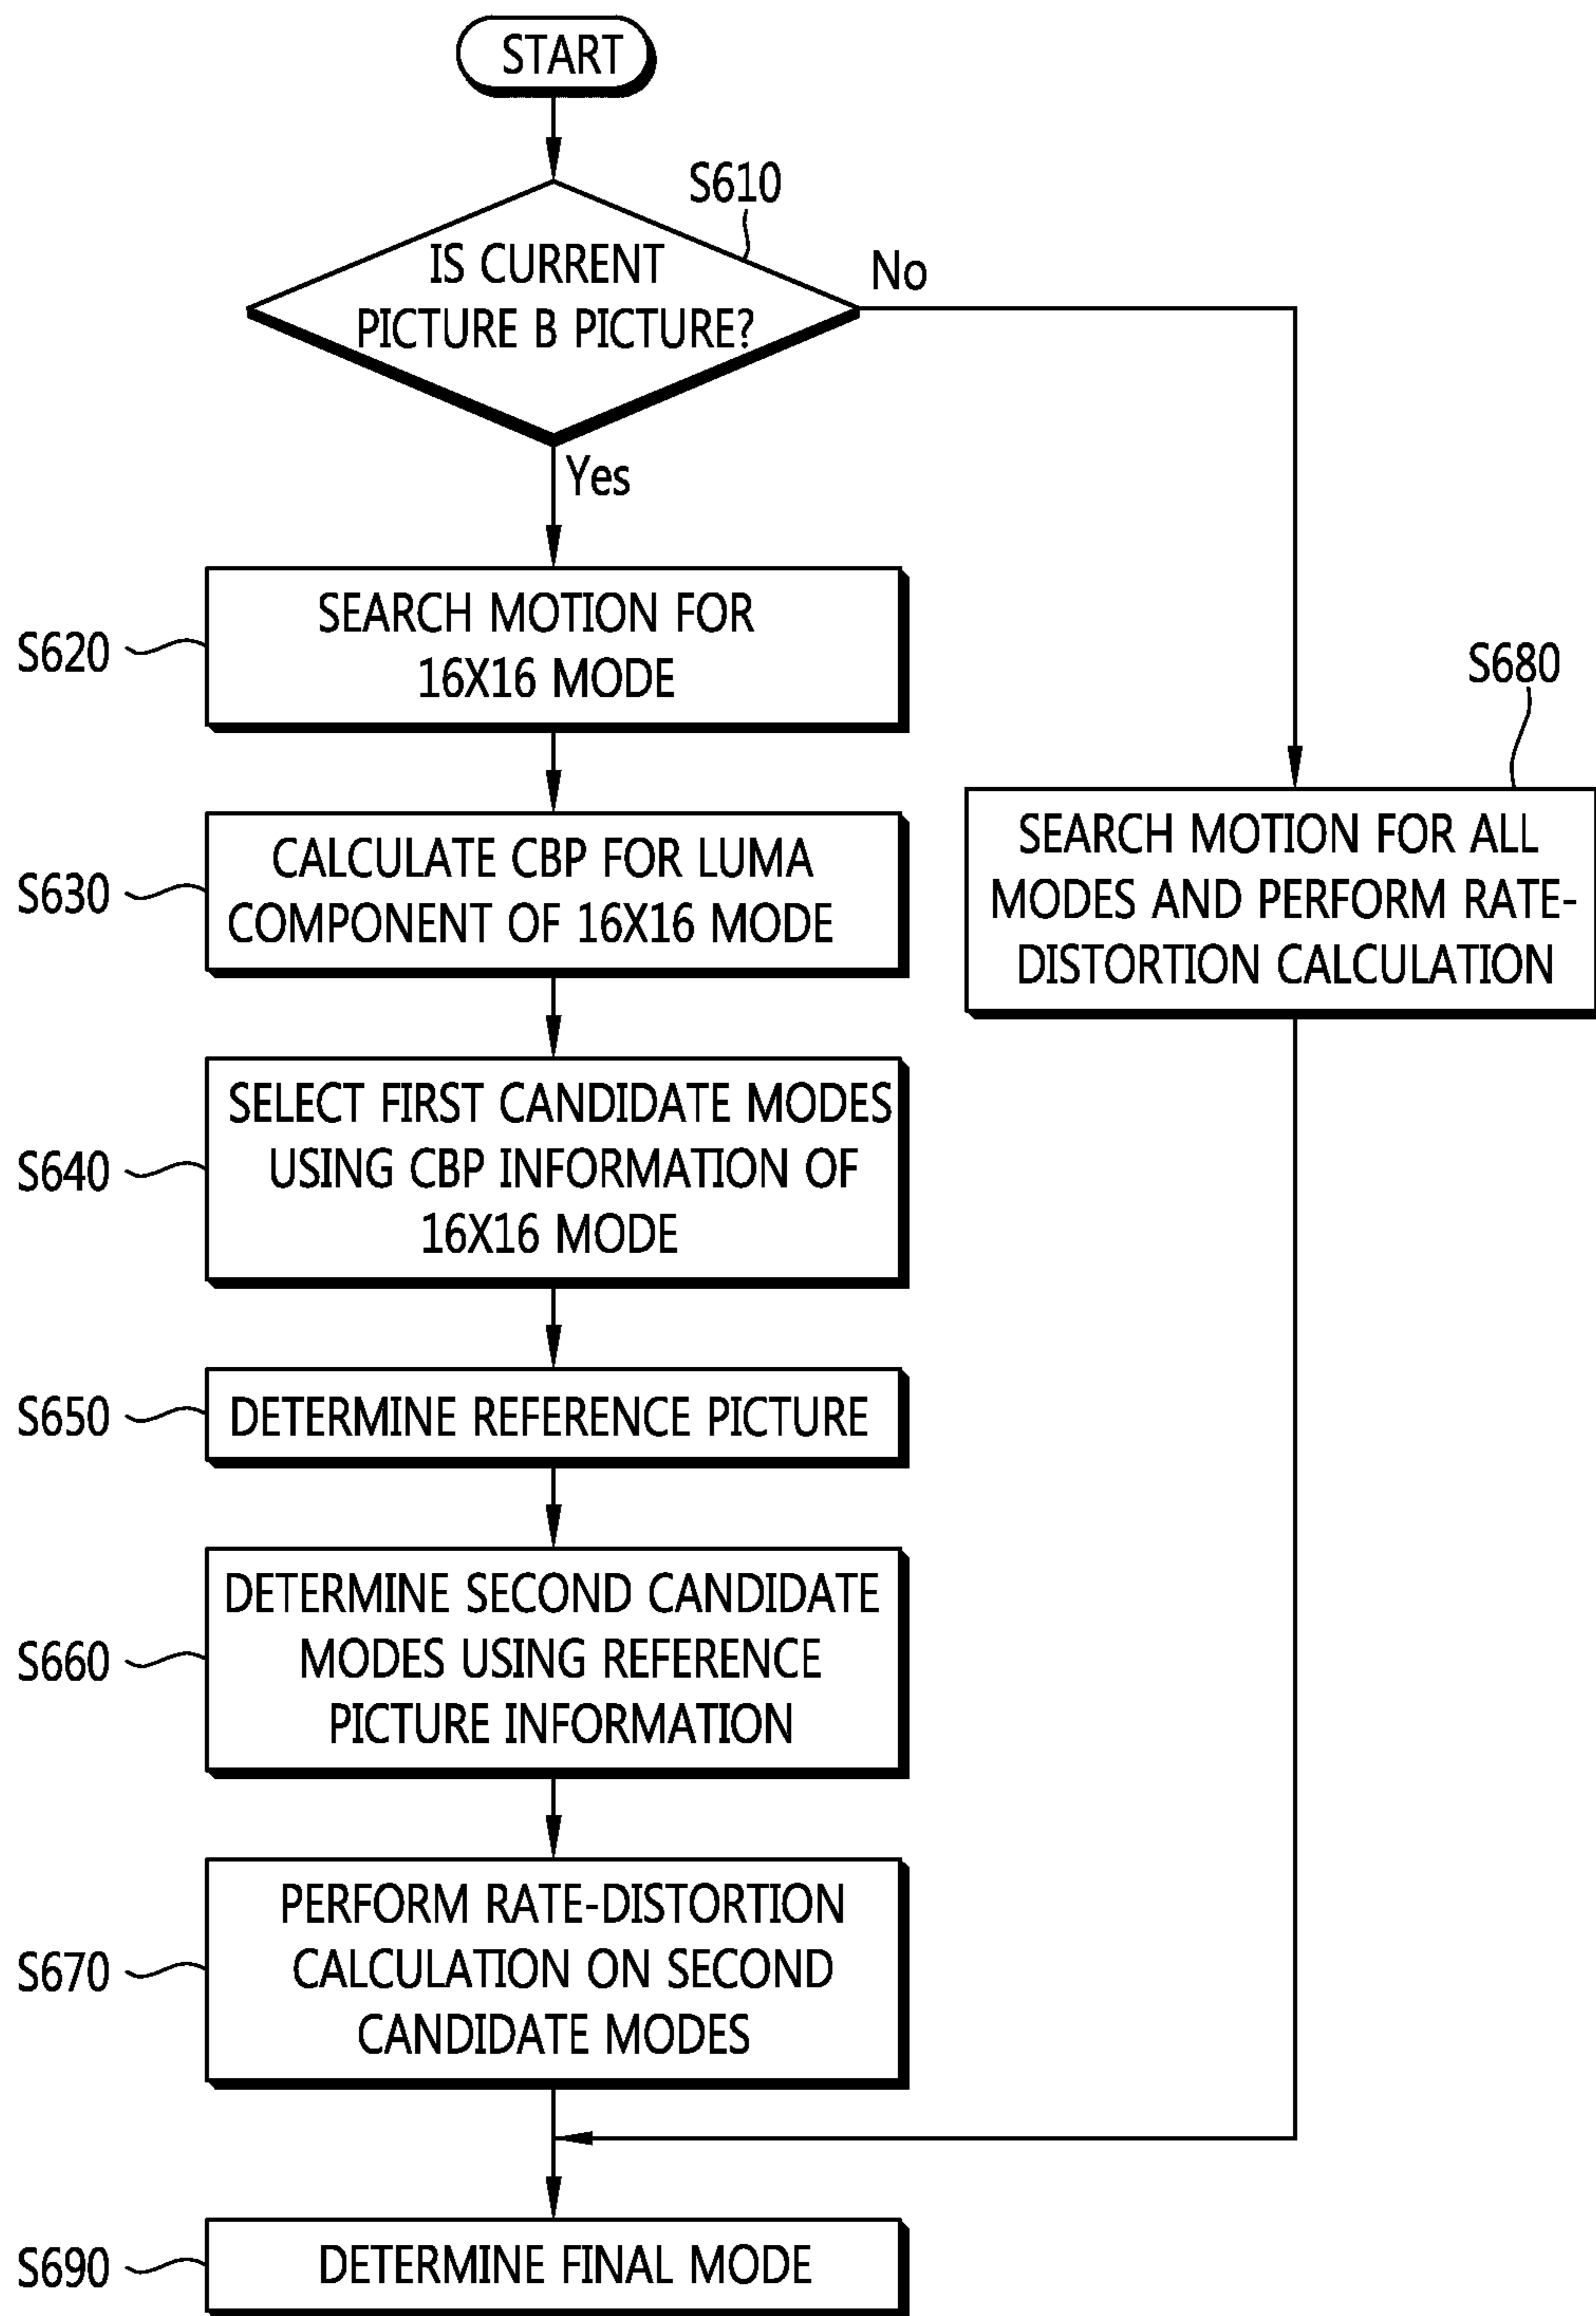 START
S610
IS CURRENT
PICTURE B PICTURE?
No
Yes
S620
SEARCH MOTION FOR
16X16 MODE
S630
CALCULATE CBP FOR LUMA
COMPONENT OF 16X16 MODE
S680
SEARCH MOTION FOR ALL
MODES AND PERFORM RATE-
DISTORTION CALCULATION
S640
SELECT FIRST CANDIDATE MODES
USING CBP INFORMATION OF
16X16 MODE
S650
DETERMINE REFERENCE PICTURE
S660
DETERMINE SECOND CANDIDATE
MODES USING REFERENCE
PICTURE INFORMATION
S670
PERFORM RATE-DISTORTION
CALCULATION ON SECOND
CANDIDATE MODES
S690
DETERMINE FINAL MODE